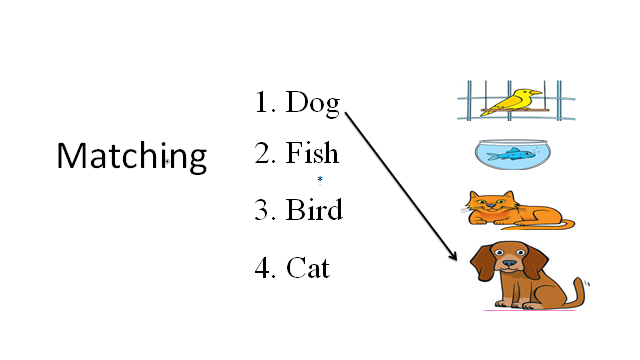 Matching
1. Dog
2. Fish
*
3. Bird
4. Cat